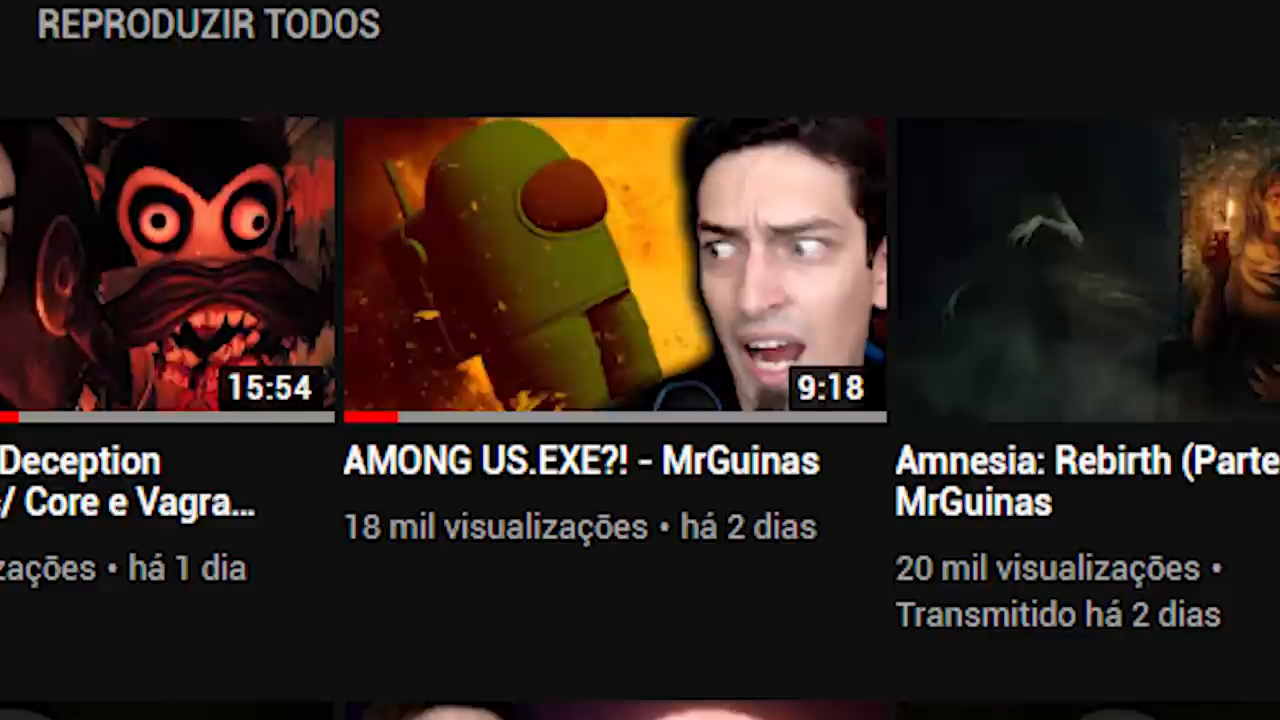 REPRODUZIR TODOS
15:54
9:18
Deception
/ Core e Vagra...
zações • há 1 dia
AMONG US.EXE?! - MrGuinas
18 mil visualizações • há 2 dias
Amnesia: Rebirth (Parte
MrGuinas
20 mil visualizações •
Transmitido há 2 dias